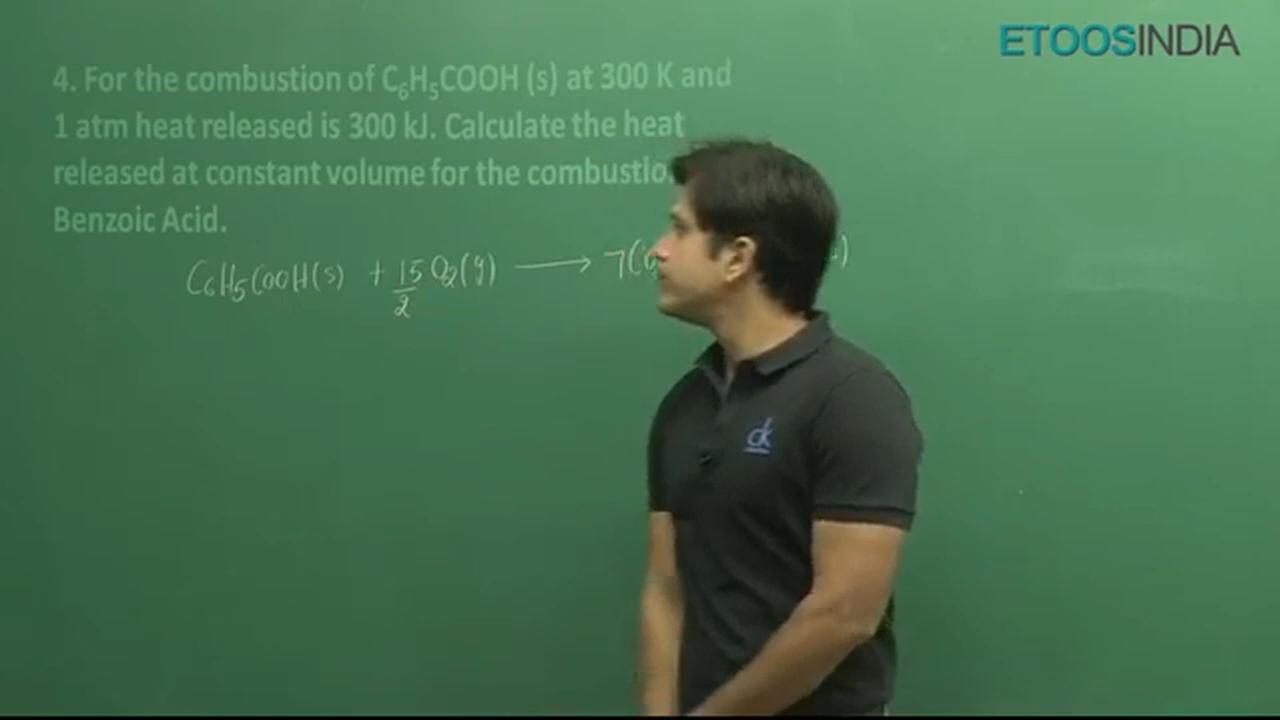 ETOOSINDIA
4. For the combustion of C₆H₅COOH (s) at 300 K and
1 atm heat released is 300 kJ. Calculate the heat
released at constant volume for the combustio
Benzoic Acid.
C₆H₅COOH(s) + 15/2 O₂(g) ⟶ 7(
dk